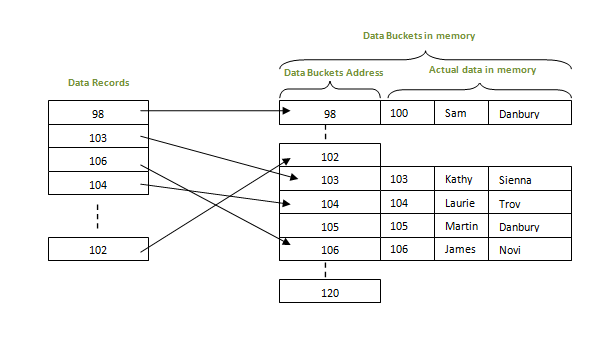 Data Buckets in memory
Data Records
Data Buckets Address
Actual data in memory
98
98
100
Sam
Danbury
103
106
104
102
102
103
103
Kathy
Sienna
104
104
Laurie
Trov
105
105
Martin
Danbury
106
106
James
Novi
120